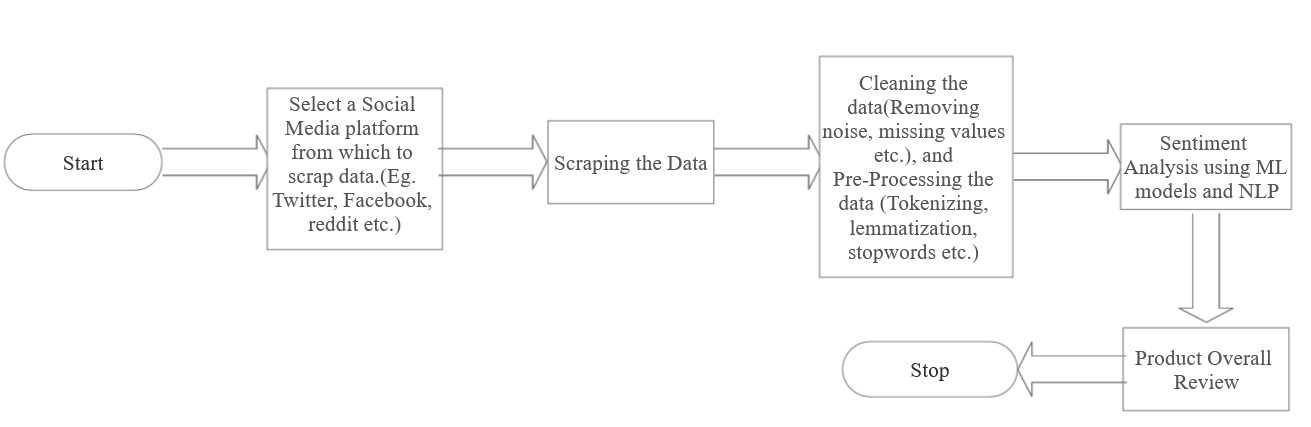 Start
Select a Social
Media platform
from which to
scrap data.(Eg.
Twitter, Facebook,
reddit etc.)
Scraping the Data
Cleaning the
data(Removing
noise, missing values
etc.), and
Pre-Processing the
data (Tokenizing,
lemmatization,
stopwords etc.)
Sentiment
Analysis using ML
models and NLP
Product Overall
Review
Stop